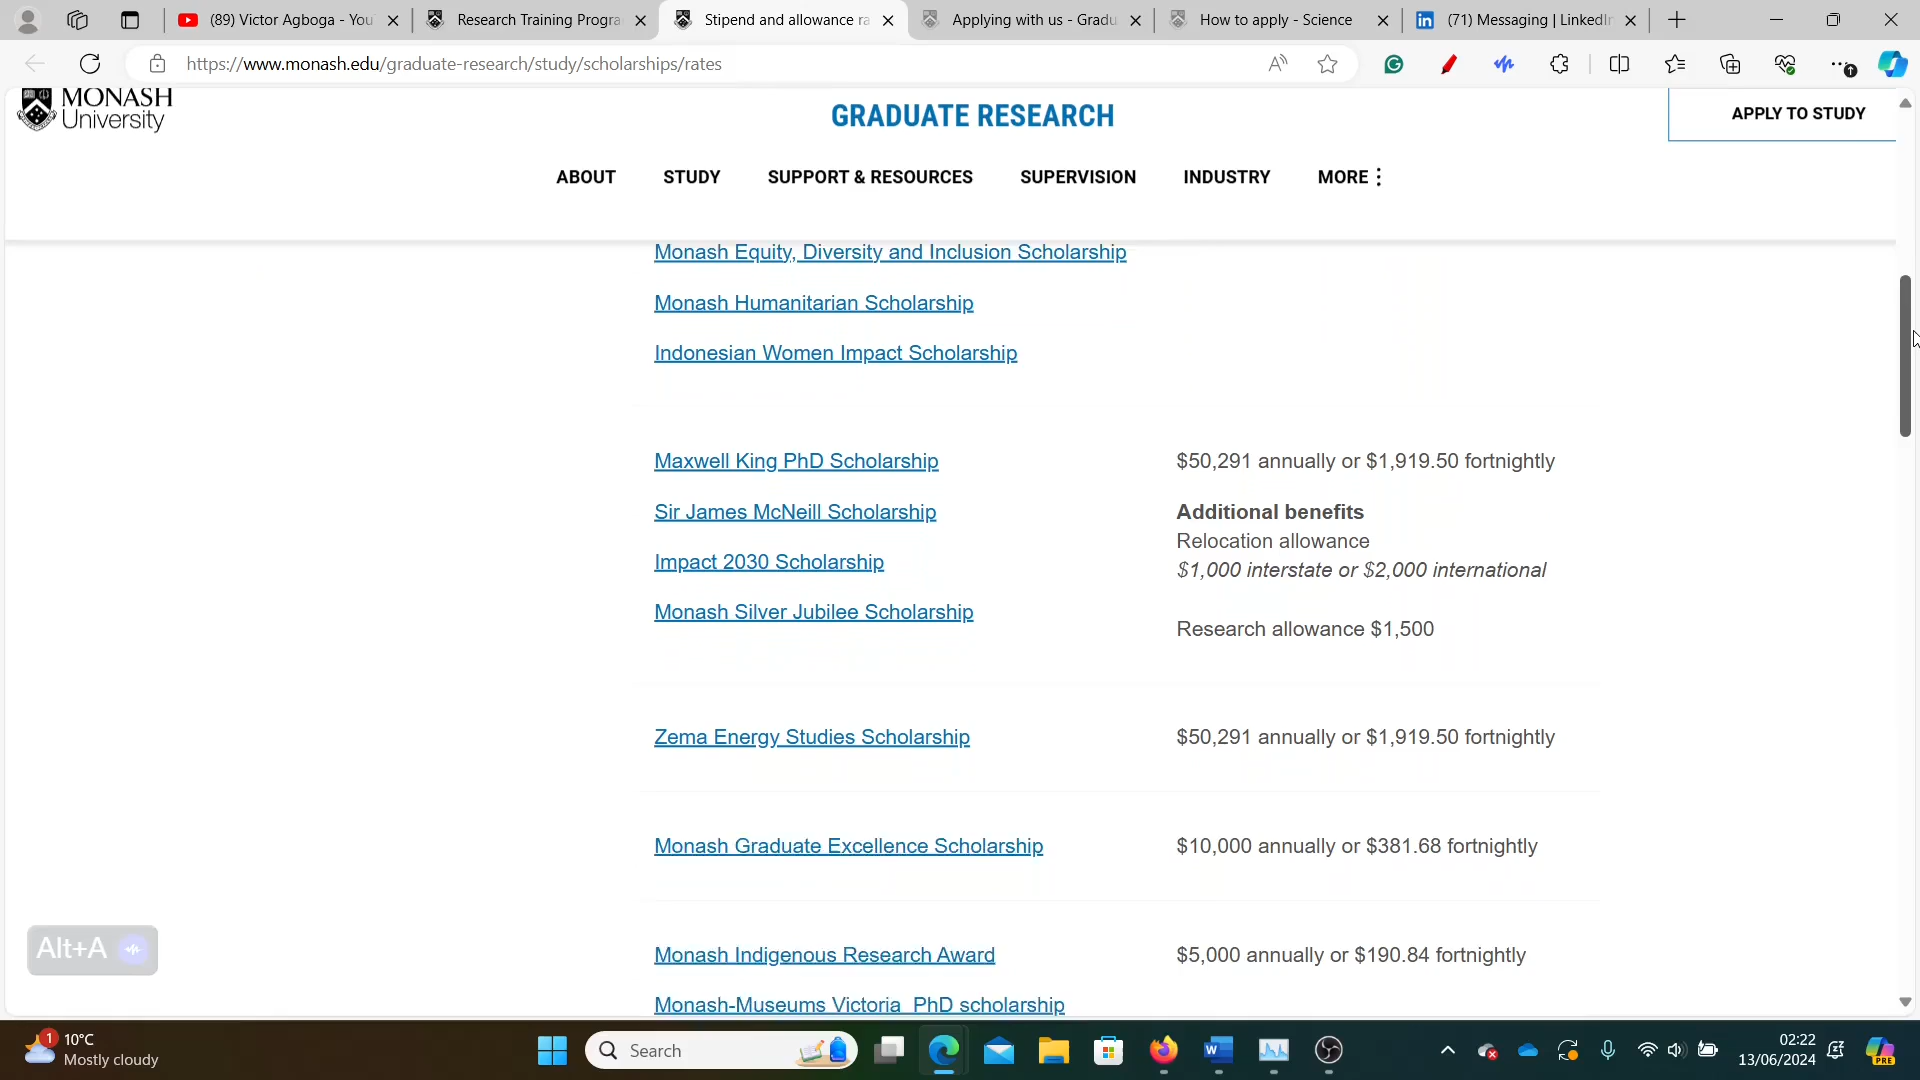 (89) Victor Agboga - You
Research Training Progra
Stipend and allowance ra
Applying with us - Gradu
How to apply - Science
(71) Messaging | LinkedIn
https://www.monash.edu/graduate-research/study/scholarships/rates
MONASH
University
GRADUATE RESEARCH
APPLY TO STUDY
ABOUT
STUDY
SUPPORT & RESOURCES
SUPERVISION
INDUSTRY
MORE
Monash Equity, Diversity and Inclusion Scholarship
Monash Humanitarian Scholarship
Indonesian Women Impact Scholarship
Maxwell King PhD Scholarship
$50,291 annually or $1,919.50 fortnightly
Sir James McNeill Scholarship
Additional benefits
Relocation allowance
Impact 2030 Scholarship
$1,000 interstate or $2,000 international
Monash Silver Jubilee Scholarship
Research allowance $1,500
Zema Energy Studies Scholarship
$50,291 annually or $1,919.50 fortnightly
Monash Graduate Excellence Scholarship
$10,000 annually or $381.68 fortnightly
Alt+A
Monash Indigenous Research Award
$5,000 annually or $190.84 fortnightly
Monash-Museums Victoria PhD scholarship
1
10°C
Mostly cloudy
Search
02:22
13/06/2024
PRE